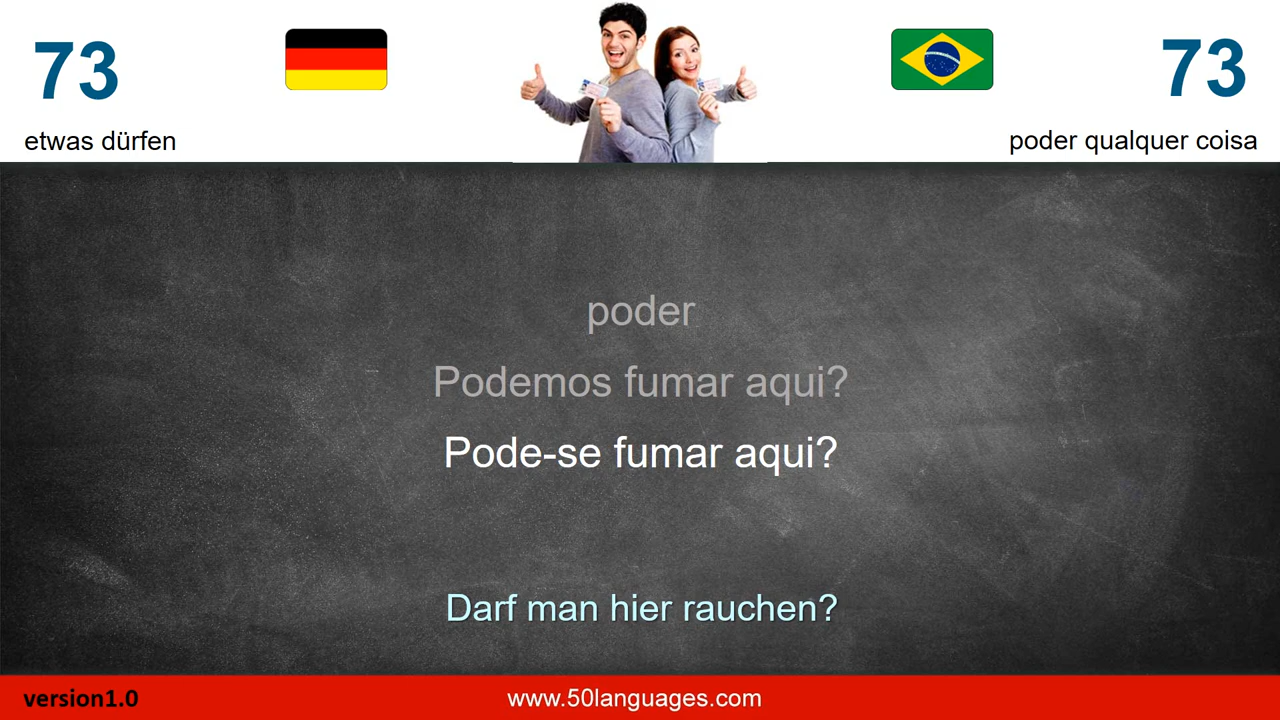 73
73
etwas dürfen
poder qualquer coisa
poder
Podemos fumar aqui?
Pode-se fumar aqui?
Darf man hier rauchen?
version1.0
www.50languages.com